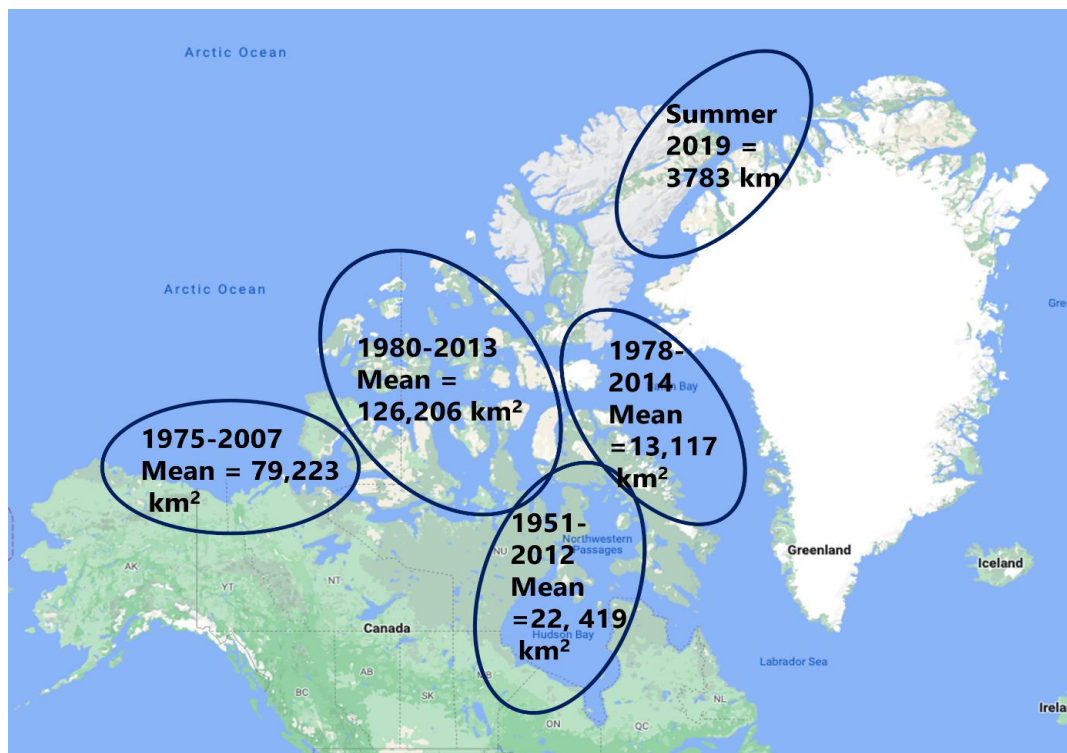 Arctic Ocean
Summer
2019 =
3783 km
Arctic Ocean
1980-2013
Mean =
126,206 km²
1978-
2014
Mean
=13,117
km²
Bay
1975-2007
Mean = 79,223
km²
1951-
2012
Mean
=22, 419
km²
Northwestern
Passages
Hudson Bay
Greenland
Iceland
Labrador Sea
Canada
AK
YT
NT
NU
BC
AB
SK
MB
ON
QC
NL
Gre
Irela